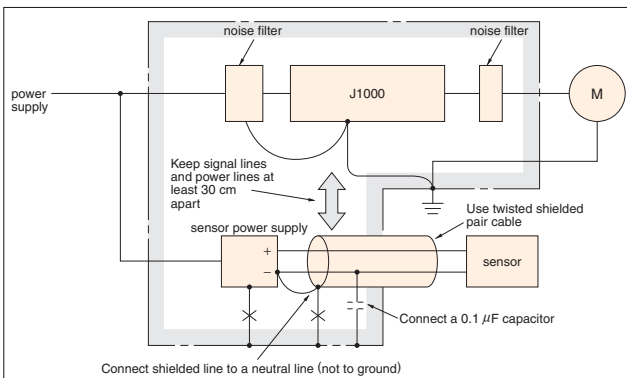 noise filter
noise filter
power
supply
J1000
M
Keep signal lines
and power lines at
least 30 cm
apart
Use twisted shielded
pair cable
sensor power supply
+
−
sensor
Connect a 0.1 μF capacitor
Connect shielded line to a neutral line (not to ground)